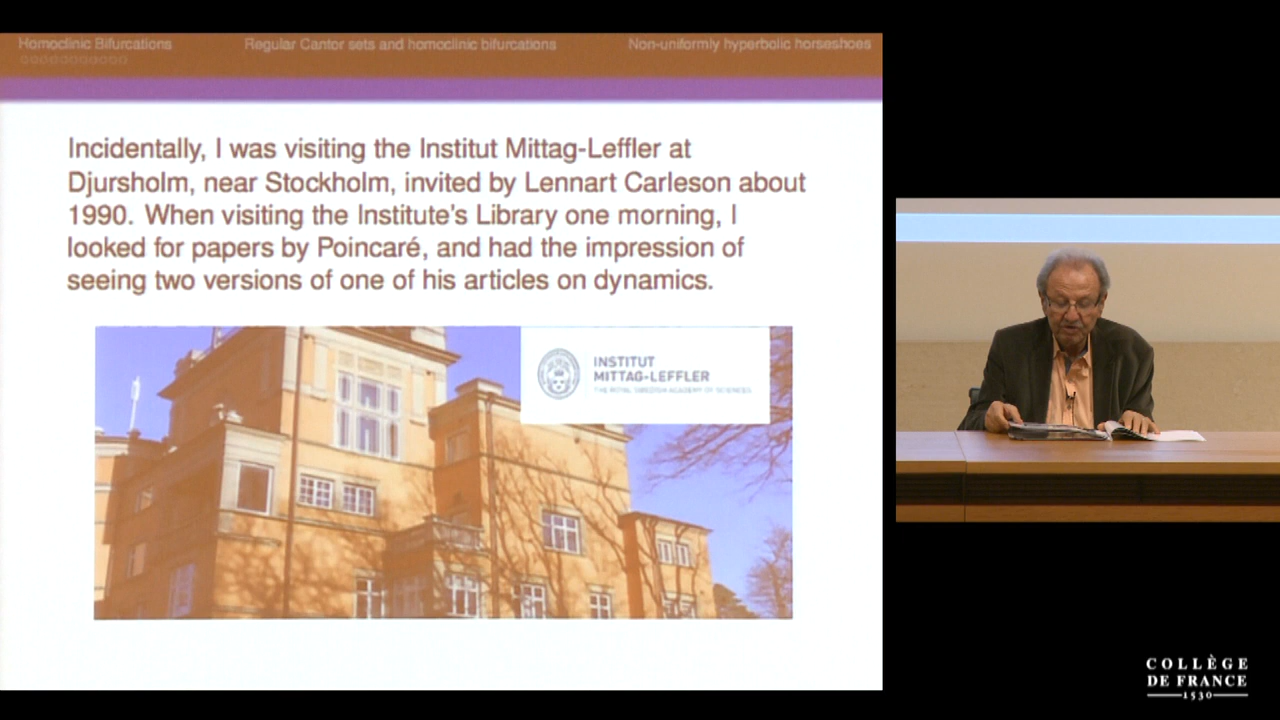 Homoclinic Bifurcations Regular Cantor sets and homoclinic bifurcations Non-uniformly hyperbolic horseshoes
Incidentally, I was visiting the Institut Mittag-Leffler at
Djursholm, near Stockholm, invited by Lennart Carleson about
1990. When visiting the Institute's Library one morning, I
looked for papers by Poincaré, and had the impression of
seeing two versions of one of his articles on dynamics.
INSTITUT
MITTAG-LEFFLER
THE ROYAL SWEDISH ACADEMY OF SCIENCES
COLLÈGE
DE FRANCE
1530